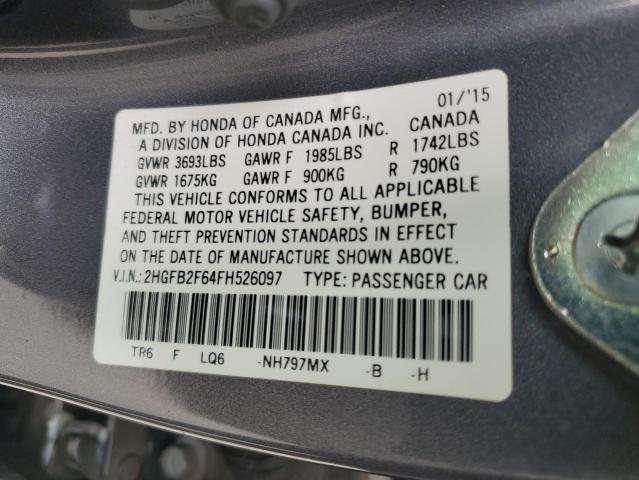 MFD. BY HONDA OF CANADA MFG., 01/'15
A DIVISION OF HONDA CANADA INC. CANADA
GVWR 3693LBS GAWR F 1985LBS R 1742LBS
GVWR 1675KG GAWR F 900KG R 790KG
THIS VEHICLE CONFORMS TO ALL APPLICABLE
FEDERAL MOTOR VEHICLE SAFETY, BUMPER,
AND THEFT PREVENTION STANDARDS IN EFFECT
ON THE DATE OF MANUFACTURE SHOWN ABOVE.
V.I.N.: 2HGFB2F64FH526097 TYPE: PASSENGER CAR
TR6 F LQ6 -NH797MX -B -H